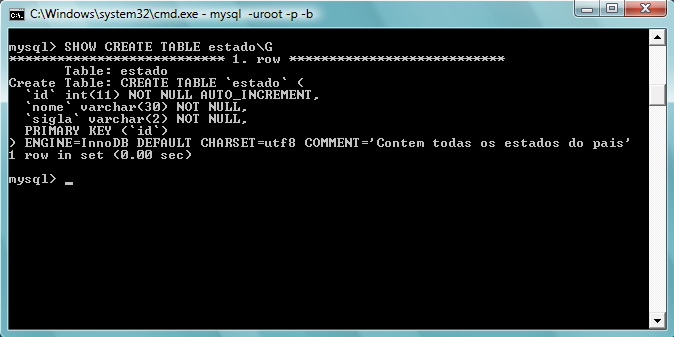 C:\Windows\system32\cmd.exe - mysql -uroot -p -b
mysql> SHOW CREATE TABLE estado\G
*************************** 1. row ***************************
Table: estado
Create Table: CREATE TABLE `estado` (
`id` int(11) NOT NULL AUTO_INCREMENT,
`nome` varchar(30) NOT NULL,
`sigla` varchar(2) NOT NULL,
PRIMARY KEY (`id`)
) ENGINE=InnoDB DEFAULT CHARSET=utf8 COMMENT='Contem todas os estados do pais'
1 row in set (0.00 sec)
mysql> _